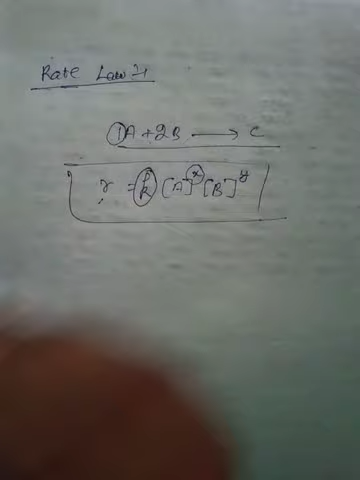 Rate Law :-
1A + 2B ⟶ C
r = k [A]^x [B]^y